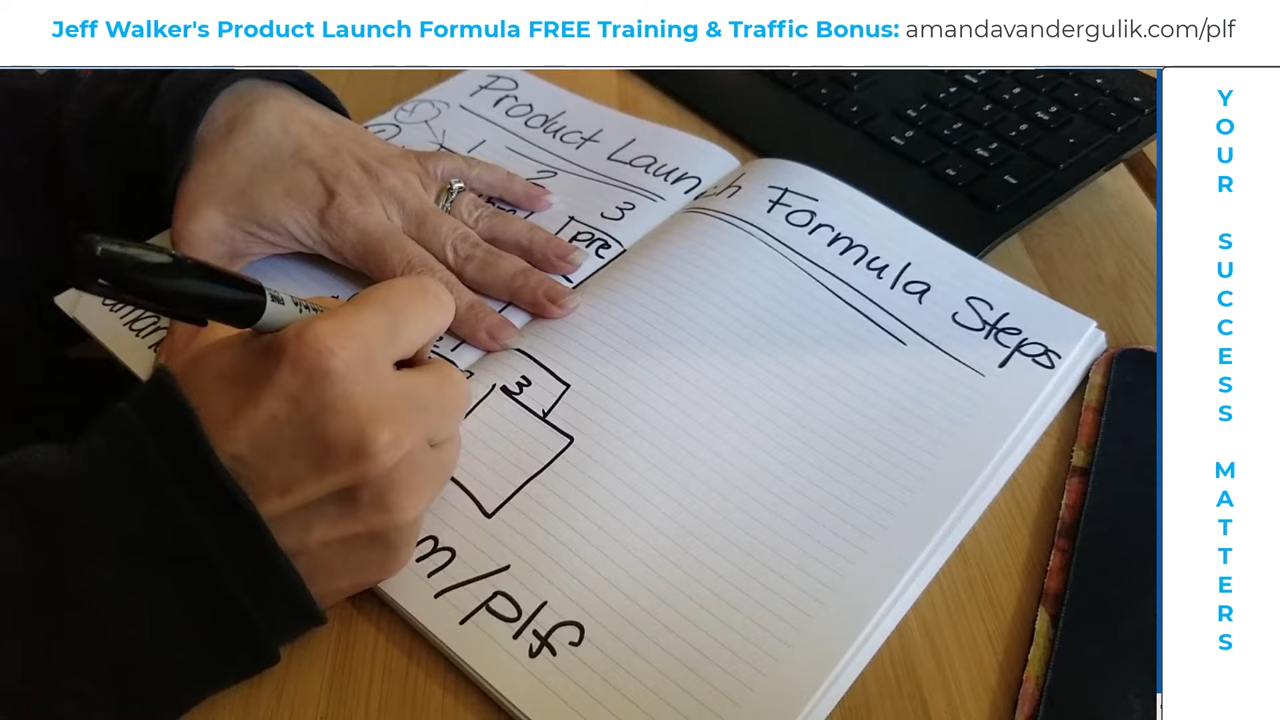 Jeff Walker's Product Launch Formula FREE Training & Traffic Bonus: amandavandergulik.com/plf
YOUR SUCCESS MATTERS
Product Launch Formula Steps
1
2
3
pre
3
m/plf